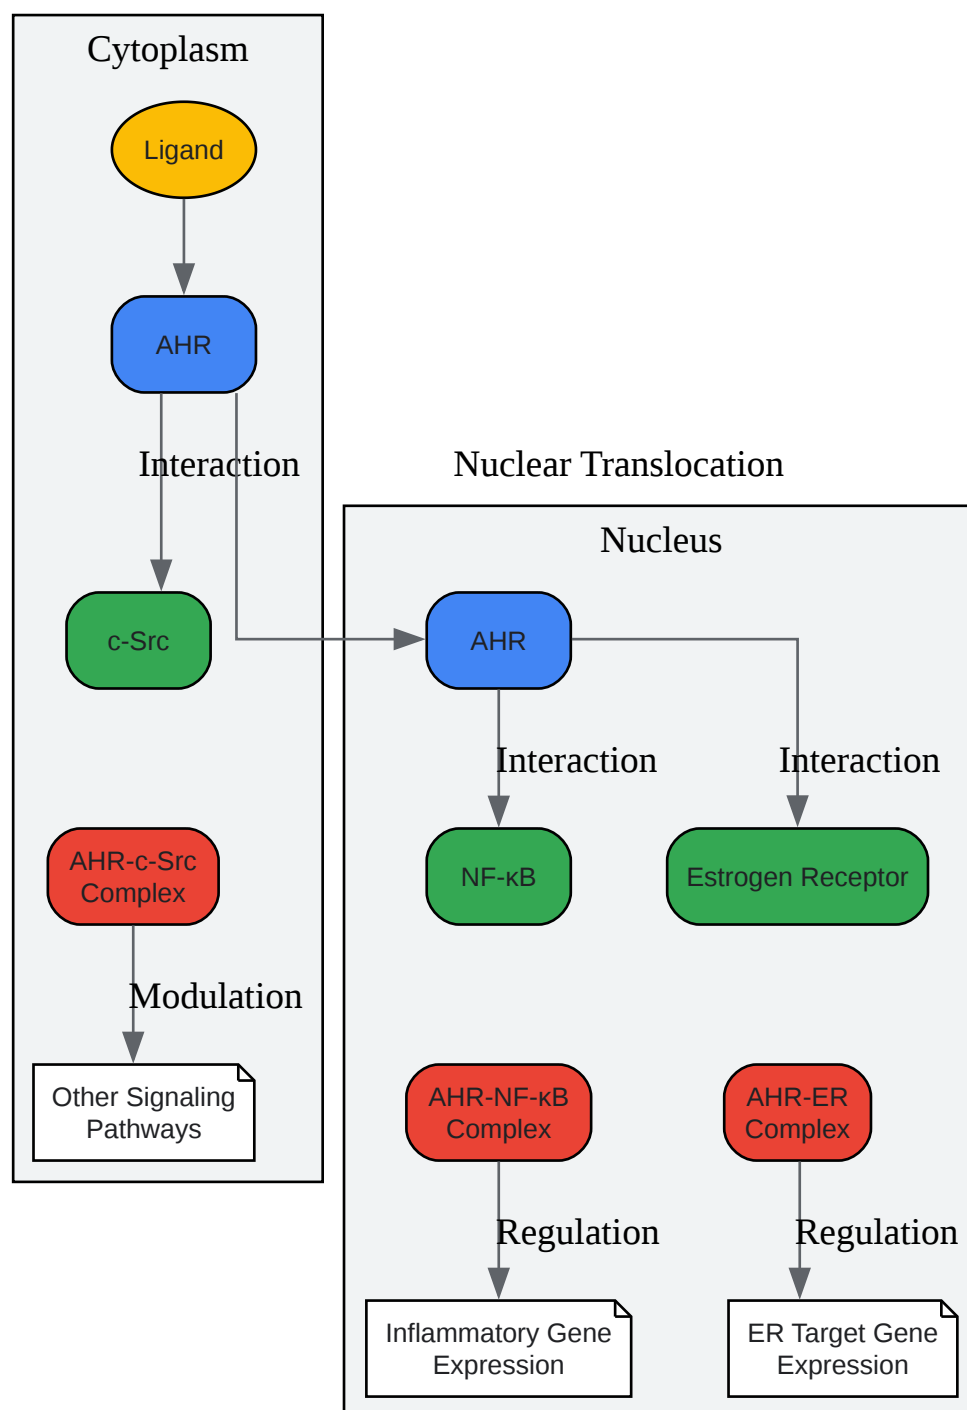 Cytoplasm
Ligand
AHR
Interaction
Nuclear Translocation
Nucleus
c-Src
AHR
Interaction
Interaction
AHR-c-Src
Complex
NF-κB
Estrogen Receptor
Modulation
Other Signaling
Pathways
AHR-NF-κB
Complex
AHR-ER
Complex
Regulation
Regulation
Inflammatory Gene
Expression
ER Target Gene
Expression